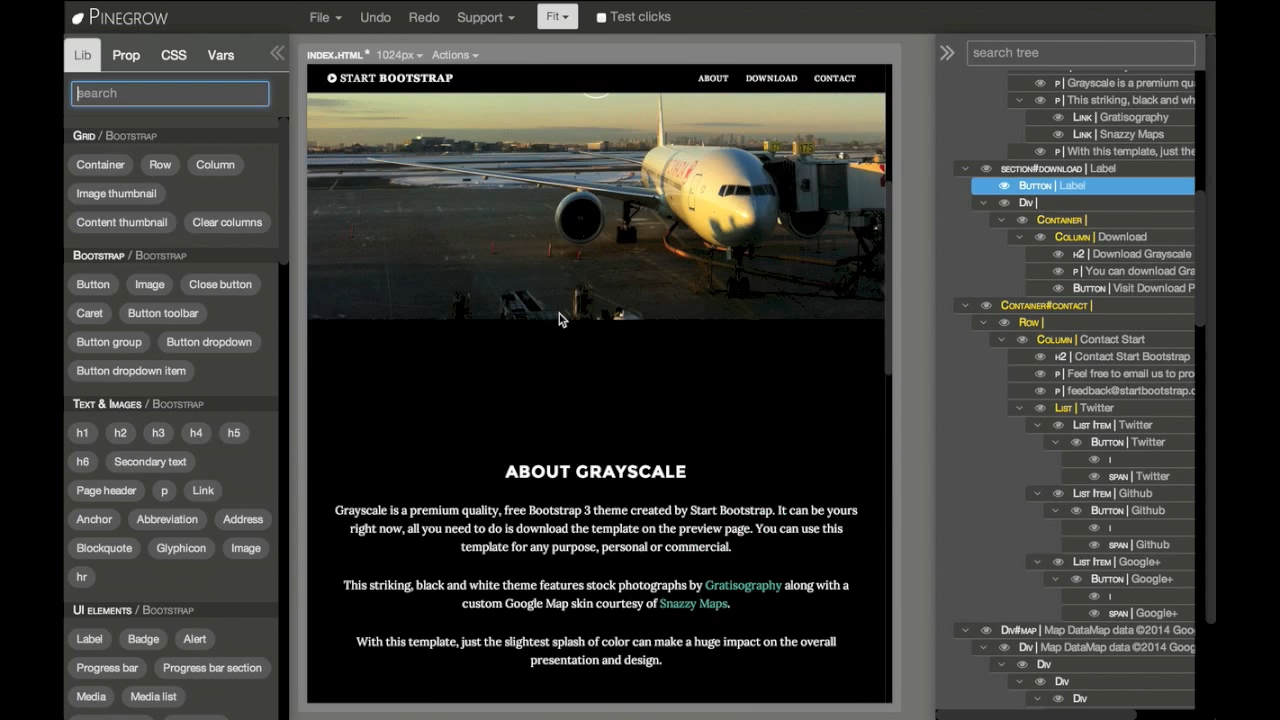 PINEGROW
File
Undo
Redo
Support
Fit
Test clicks
Lib
Prop
CSS
Vars
search
GRID / BOOTSTRAP
Container
Row
Column
Image thumbnail
Content thumbnail
Clear columns
BOOTSTRAP / BOOTSTRAP
Button
Image
Close button
Caret
Button toolbar
Button group
Button dropdown
Button dropdown item
TEXT & IMAGES / BOOTSTRAP
h1
h2
h3
h4
h5
h6
Secondary text
Page header
p
Link
Anchor
Abbreviation
Address
Blockquote
Glyphicon
Image
hr
UI ELEMENTS / BOOTSTRAP
Label
Badge
Alert
Progress bar
Progress bar section
Media
Media list
INDEX.HTML*
1024px
Actions
START BOOTSTRAP
ABOUT
DOWNLOAD
CONTACT
ABOUT GRAYSCALE
Grayscale is a premium quality, free Bootstrap 3 theme created by Start Bootstrap. It can be yours
right now, all you need to do is download the template on the preview page. You can use this
template for any purpose, personal or commercial.
This striking, black and white theme features stock photographs by Gratisography along with a
custom Google Map skin courtesy of Snazzy Maps.
With this template, just the slightest splash of color can make a huge impact on the overall
presentation and design.
search tree
P | Grayscale is a premium qu
P | This striking, black and wh
LINK | Gratisography
LINK | Snazzy Maps
P | With this template, just the
SECTION#DOWNLOAD | Label
BUTTON | Label
DIV |
CONTAINER |
COLUMN | Download
H2 | Download Grayscale
P | You can download Gra
BUTTON | Visit Download P
CONTAINER#CONTACT |
ROW |
COLUMN | Contact Start
H2 | Contact Start Bootstrap
P | Feel free to email us to pro
P | feedback@startbootstrap.c
LIST | Twitter
LIST ITEM | Twitter
BUTTON | Twitter
I
SPAN | Twitter
LIST ITEM | Github
BUTTON | Github
I
SPAN | Github
LIST ITEM | Google+
BUTTON | Google+
I
SPAN | Google+
DIV#MAP | Map DataMap data ©2014 Goo
DIV | Map DataMap data ©2014 Goog
DIV
DIV
DIV